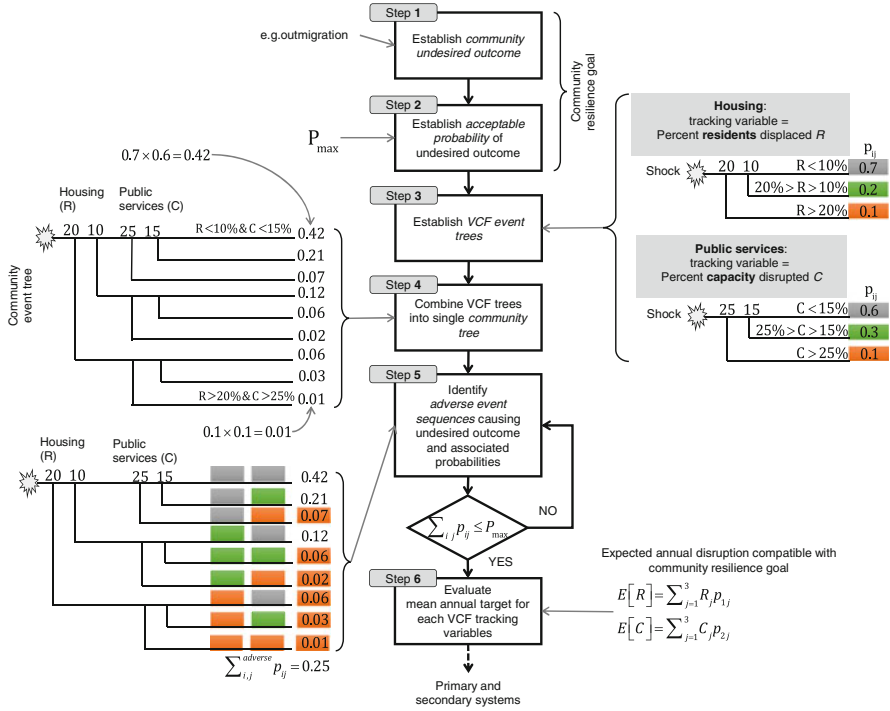 Step 1
e.g.outmigration
Establish community
undesired outcome
Step 2
P_max
Establish acceptable
probability of
undesired outcome
Community
resilience goal
Step 3
Establish VCF event
trees
Housing:
tracking variable =
Percent residents displaced R
p_ij
Shock
20 10
R<10% 0.7
20%>R>10% 0.2
R>20% 0.1
Public services:
tracking variable =
Percent capacity disrupted C
p_ij
Shock
25 15
C<15% 0.6
25%>C>15% 0.3
C>25% 0.1
0.7×0.6=0.42
Housing
(R)
Public
services (C)
20 10 25 15
R<10%&C<15% 0.42
0.21
0.07
0.12
0.06
0.02
0.06
0.03
R>20%&C>25% 0.01
0.1×0.1=0.01
Community
event tree
Step 4
Combine VCF trees
into single community
tree
Step 5
Identify
adverse event
sequences causing
undesired outcome
and associated
probabilities
Housing
(R)
Public
services (C)
20 10 25 15
0.42
0.21
0.07
0.12
0.06
0.02
0.06
0.03
0.01
∑_{i,j}^{adverse} p_ij = 0.25
∑_{i j} p_ij ≤ P_max
NO
YES
Step 6
Evaluate
mean annual target for
each VCF tracking
variables
Expected annual disruption compatible with
community resilience goal
E[R]=∑_{j=1}^{3} R_j p_{1j}
E[C]=∑_{j=1}^{3} C_j p_{2j}
Primary and
secondary systems